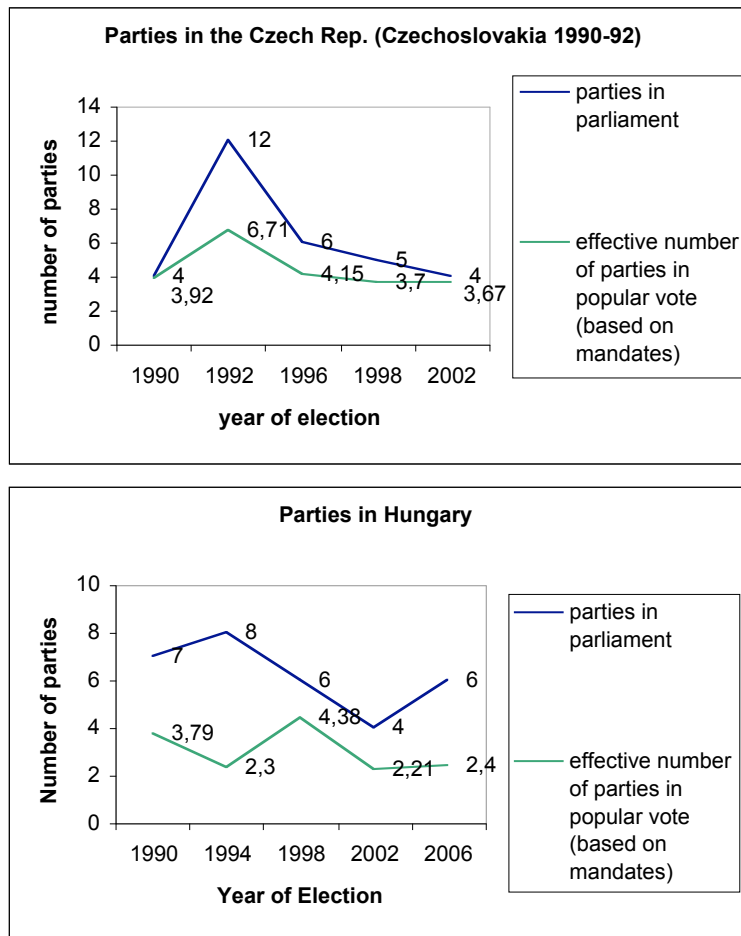 Parties in the Czech Rep. (Czechoslovakia 1990-92)
number of parties
14
12
10
8
6
4
2
0
12
6,71
6
4,15
5
3,7
4
3,92
4
3,67
1990 1992 1996 1998 2002
year of election
parties in
parliament
effective number
of parties in
popular vote
(based on
mandates)
Parties in Hungary
Number of parties
10
8
6
4
2
0
7
8
6
4
6
3,79
2,3
4,38
2,21
2,4
1990 1994 1998 2002 2006
Year of Election
parties in
parliament
effective number
of parties in
popular vote
(based on
mandates)